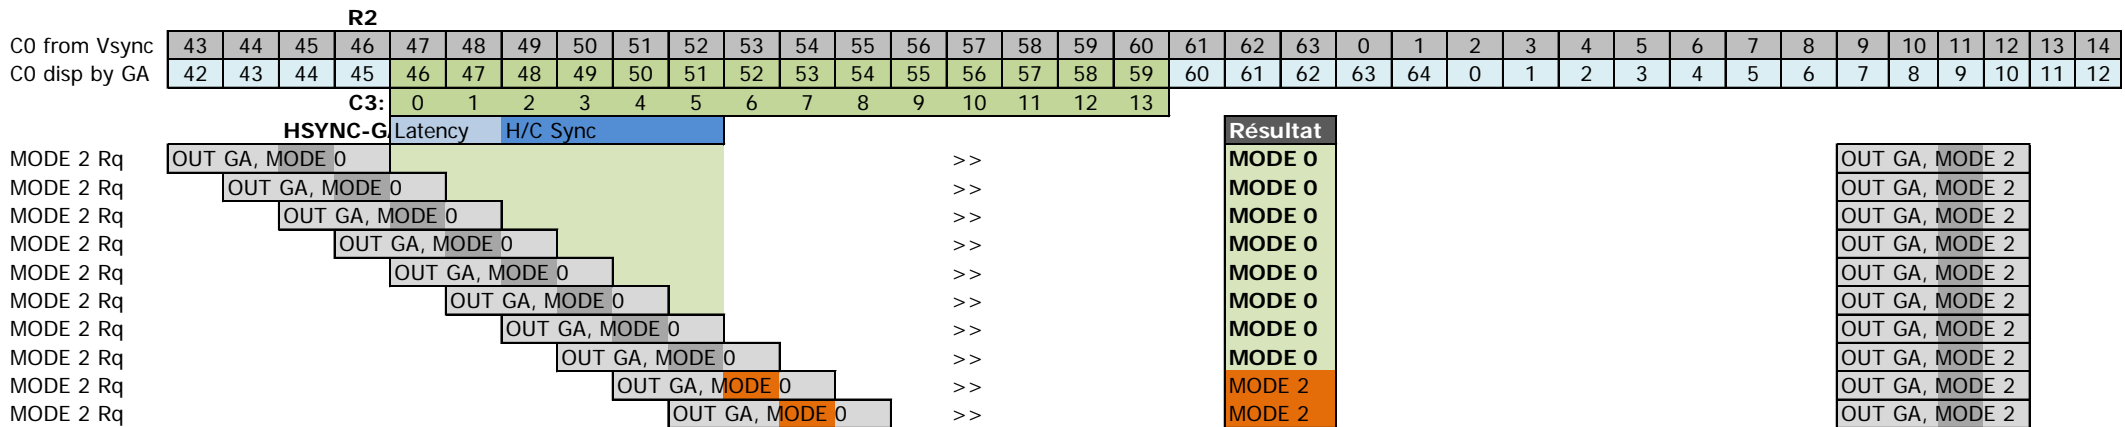 R2
C0 from Vsync 43 44 45 46 47 48 49 50 51 52 53 54 55 56 57 58 59 60 61 62 63 0 1 2 3 4 5 6 7 8 9 10 11 12 13 14
C0 disp by GA 42 43 44 45 46 47 48 49 50 51 52 53 54 55 56 57 58 59 60 61 62 63 64 0 1 2 3 4 5 6 7 8 9 10 11 12
C3: 0 1 2 3 4 5 6 7 8 9 10 11 12 13
HSYNC-GA Latency H/C Sync Résultat
MODE 2 Rq OUT GA, MODE 0 >> MODE 0 OUT GA, MODE 2
MODE 2 Rq OUT GA, MODE 0 >> MODE 0 OUT GA, MODE 2
MODE 2 Rq OUT GA, MODE 0 >> MODE 0 OUT GA, MODE 2
MODE 2 Rq OUT GA, MODE 0 >> MODE 0 OUT GA, MODE 2
MODE 2 Rq OUT GA, MODE 0 >> MODE 0 OUT GA, MODE 2
MODE 2 Rq OUT GA, MODE 0 >> MODE 0 OUT GA, MODE 2
MODE 2 Rq OUT GA, MODE 0 >> MODE 0 OUT GA, MODE 2
MODE 2 Rq OUT GA, MODE 0 >> MODE 0 OUT GA, MODE 2
MODE 2 Rq OUT GA, MODE 0 >> MODE 2 OUT GA, MODE 2
MODE 2 Rq OUT GA, MODE 0 >> MODE 2 OUT GA, MODE 2